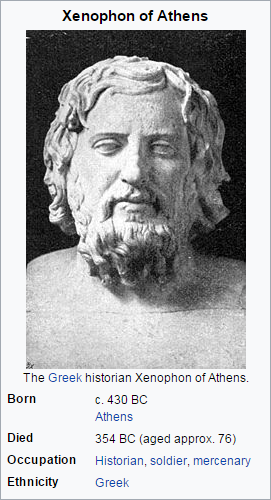 Xenophon of Athens
The Greek historian Xenophon of Athens.
Born c. 430 BC
Athens
Died 354 BC (aged approx. 76)
Occupation Historian, soldier, mercenary
Ethnicity Greek